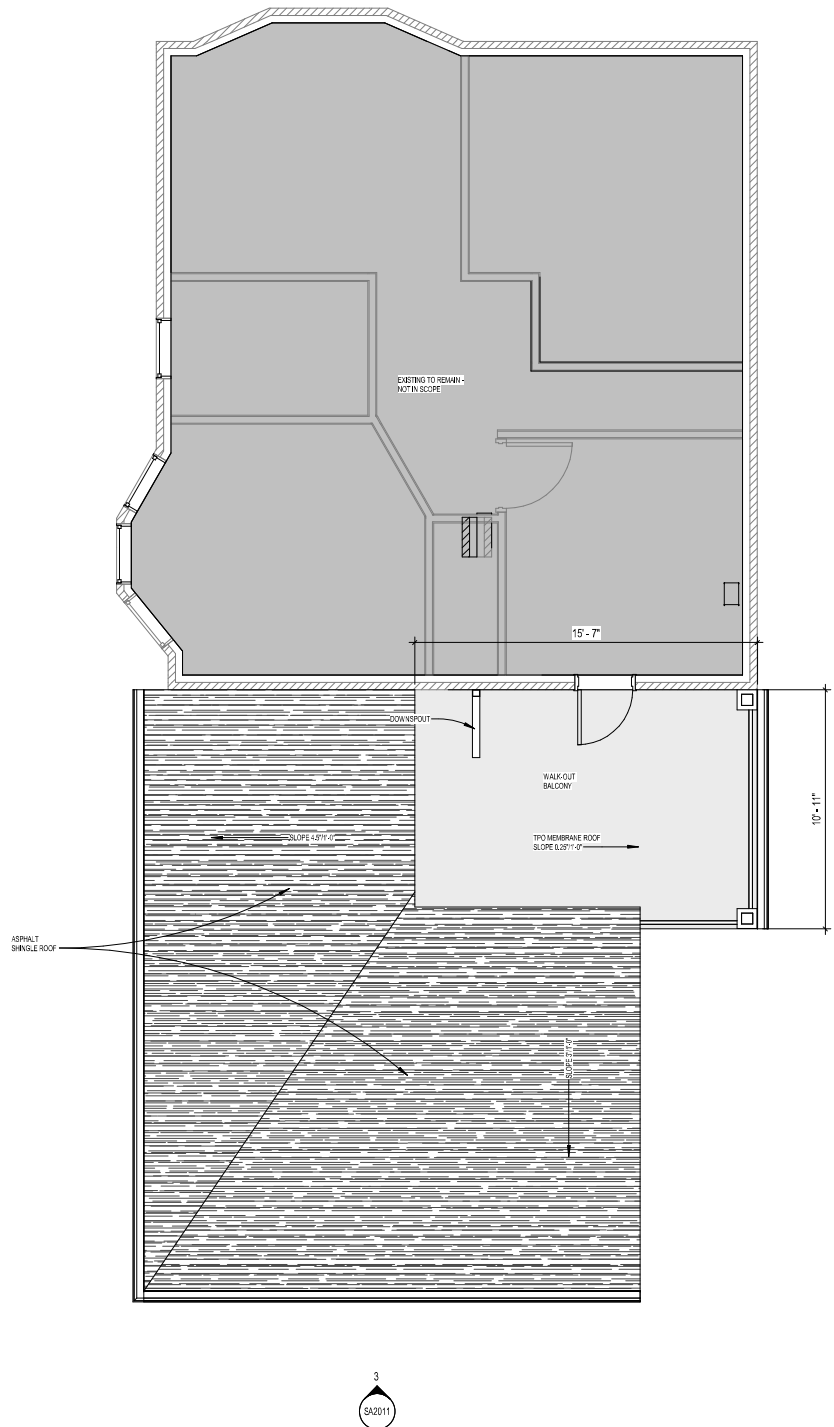 EXISTING TO REMAIN -
NOT IN SCOPE
15' - 7"
DOWNSPOUT
WALK-OUT
BALCONY
10' - 11"
SLOPE 4.5"/1'-0"
TPO MEMBRANE ROOF
SLOPE 0.25"/1'-0"
ASPHALT
SHINGLE ROOF
SLOPE 3"/1'-0"
3
SA2011